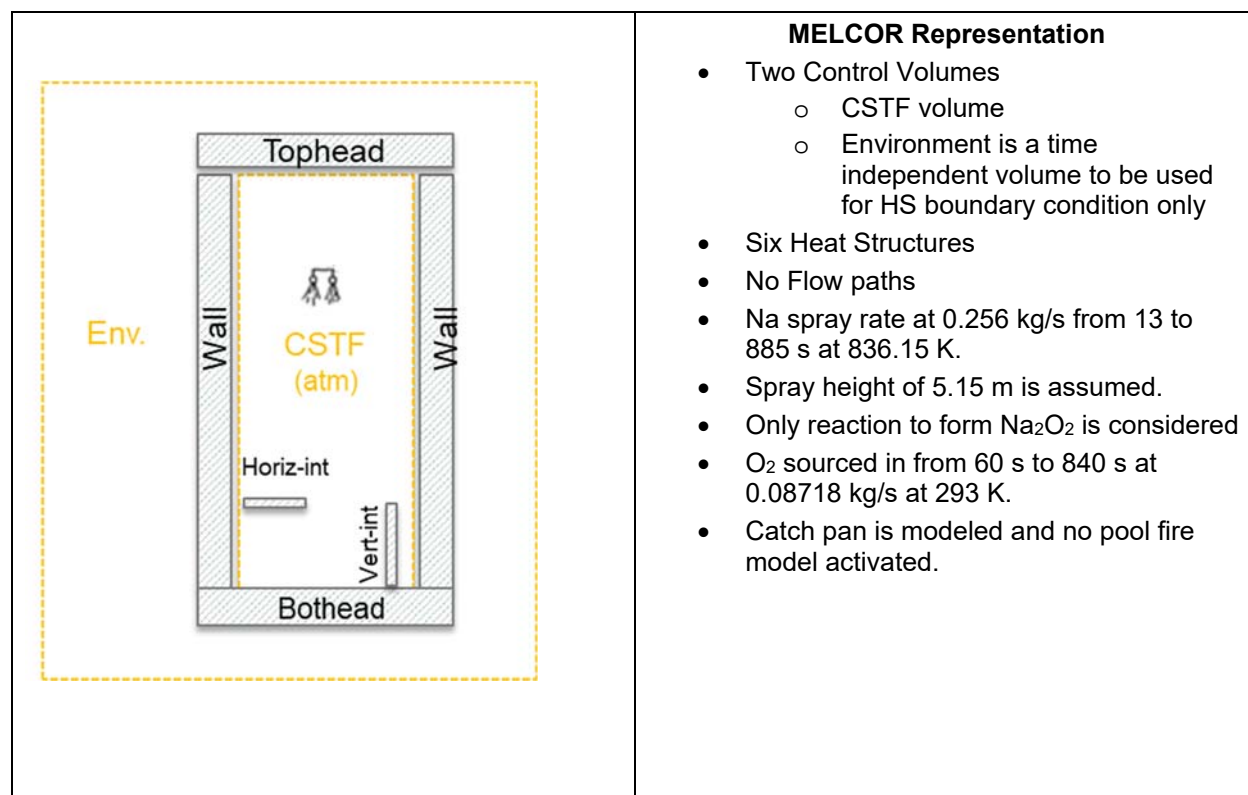 Tophead
Env.
Wall
CSTF
(atm)
Wall
Horiz-int
Vert-int
Bothead
MELCOR Representation
• Two Control Volumes
o CSTF volume
o Environment is a time
independent volume to be used
for HS boundary condition only
• Six Heat Structures
• No Flow paths
• Na spray rate at 0.256 kg/s from 13 to
885 s at 836.15 K.
• Spray height of 5.15 m is assumed.
• Only reaction to form Na₂O₂ is considered
• O₂ sourced in from 60 s to 840 s at
0.08718 kg/s at 293 K.
• Catch pan is modeled and no pool fire
model activated.